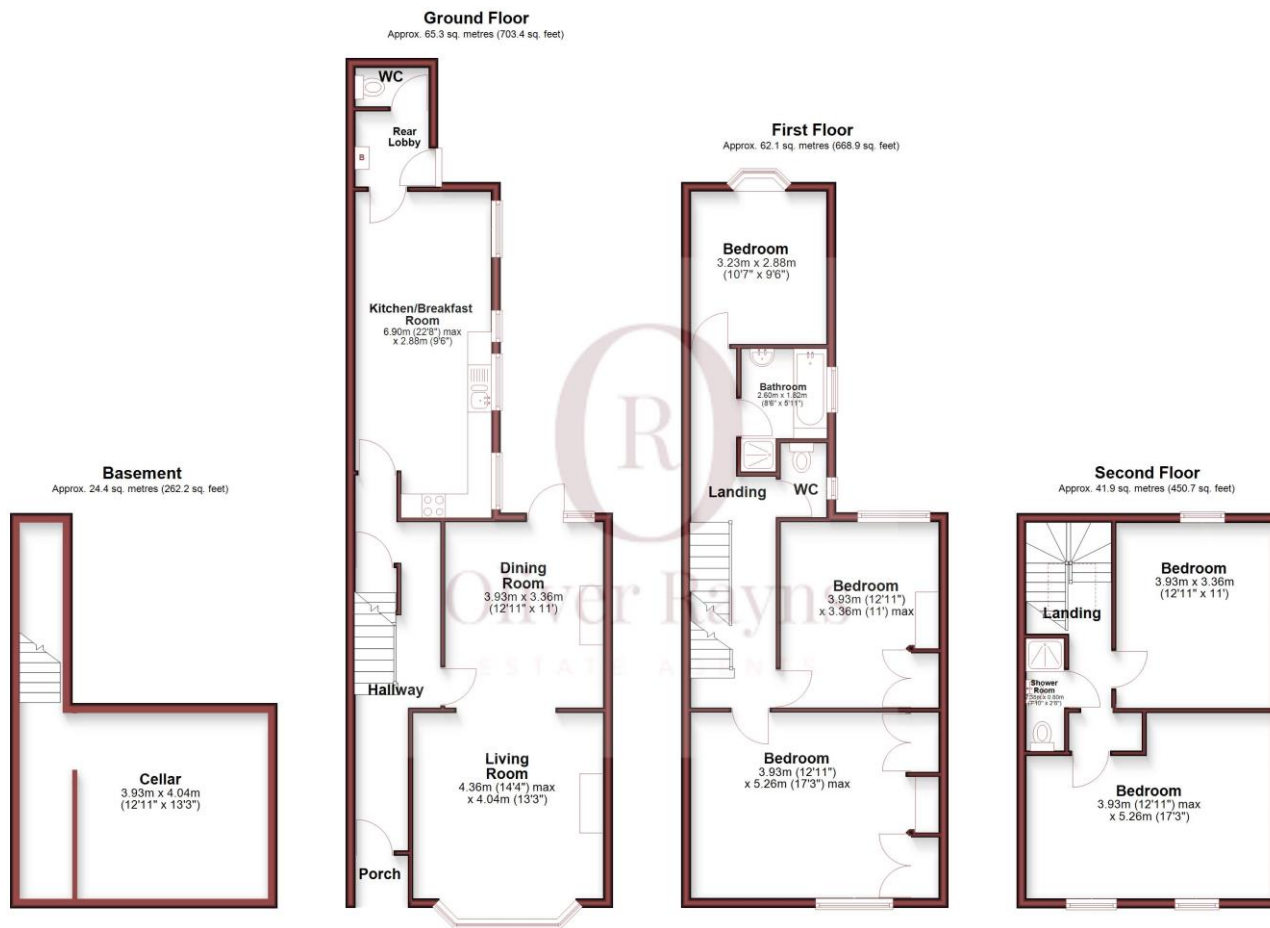 Ground Floor
Approx. 65.3 sq. metres (703.4 sq. feet)
WC
Rear
Lobby
B
Kitchen/Breakfast
Room
6.90m (22'8") max
x 2.88m (9'6")
Dining
Room
3.93m x 3.36m
(12'11" x 11')
Hallway
Living
Room
4.36m (14'4") max
x 4.04m (13'3")
Porch
First Floor
Approx. 62.1 sq. metres (668.9 sq. feet)
Bedroom
3.23m x 2.88m
(10'7" x 9'6")
Bathroom
2.60m x 1.82m
(8'6" x 5'11")
Landing
WC
Bedroom
3.93m (12'11")
x 3.36m (11') max
Bedroom
3.93m (12'11")
x 5.26m (17'3") max
Basement
Approx. 24.4 sq. metres (262.2 sq. feet)
Cellar
3.93m x 4.04m
(12'11" x 13'3")
Second Floor
Approx. 41.9 sq. metres (450.7 sq. feet)
Bedroom
3.93m x 3.36m
(12'11" x 11')
Landing
Shower
Room
Bedroom
3.93m (12'11") max
x 5.26m (17'3")
R
Oliver Rayns
ESTATE AGENTS